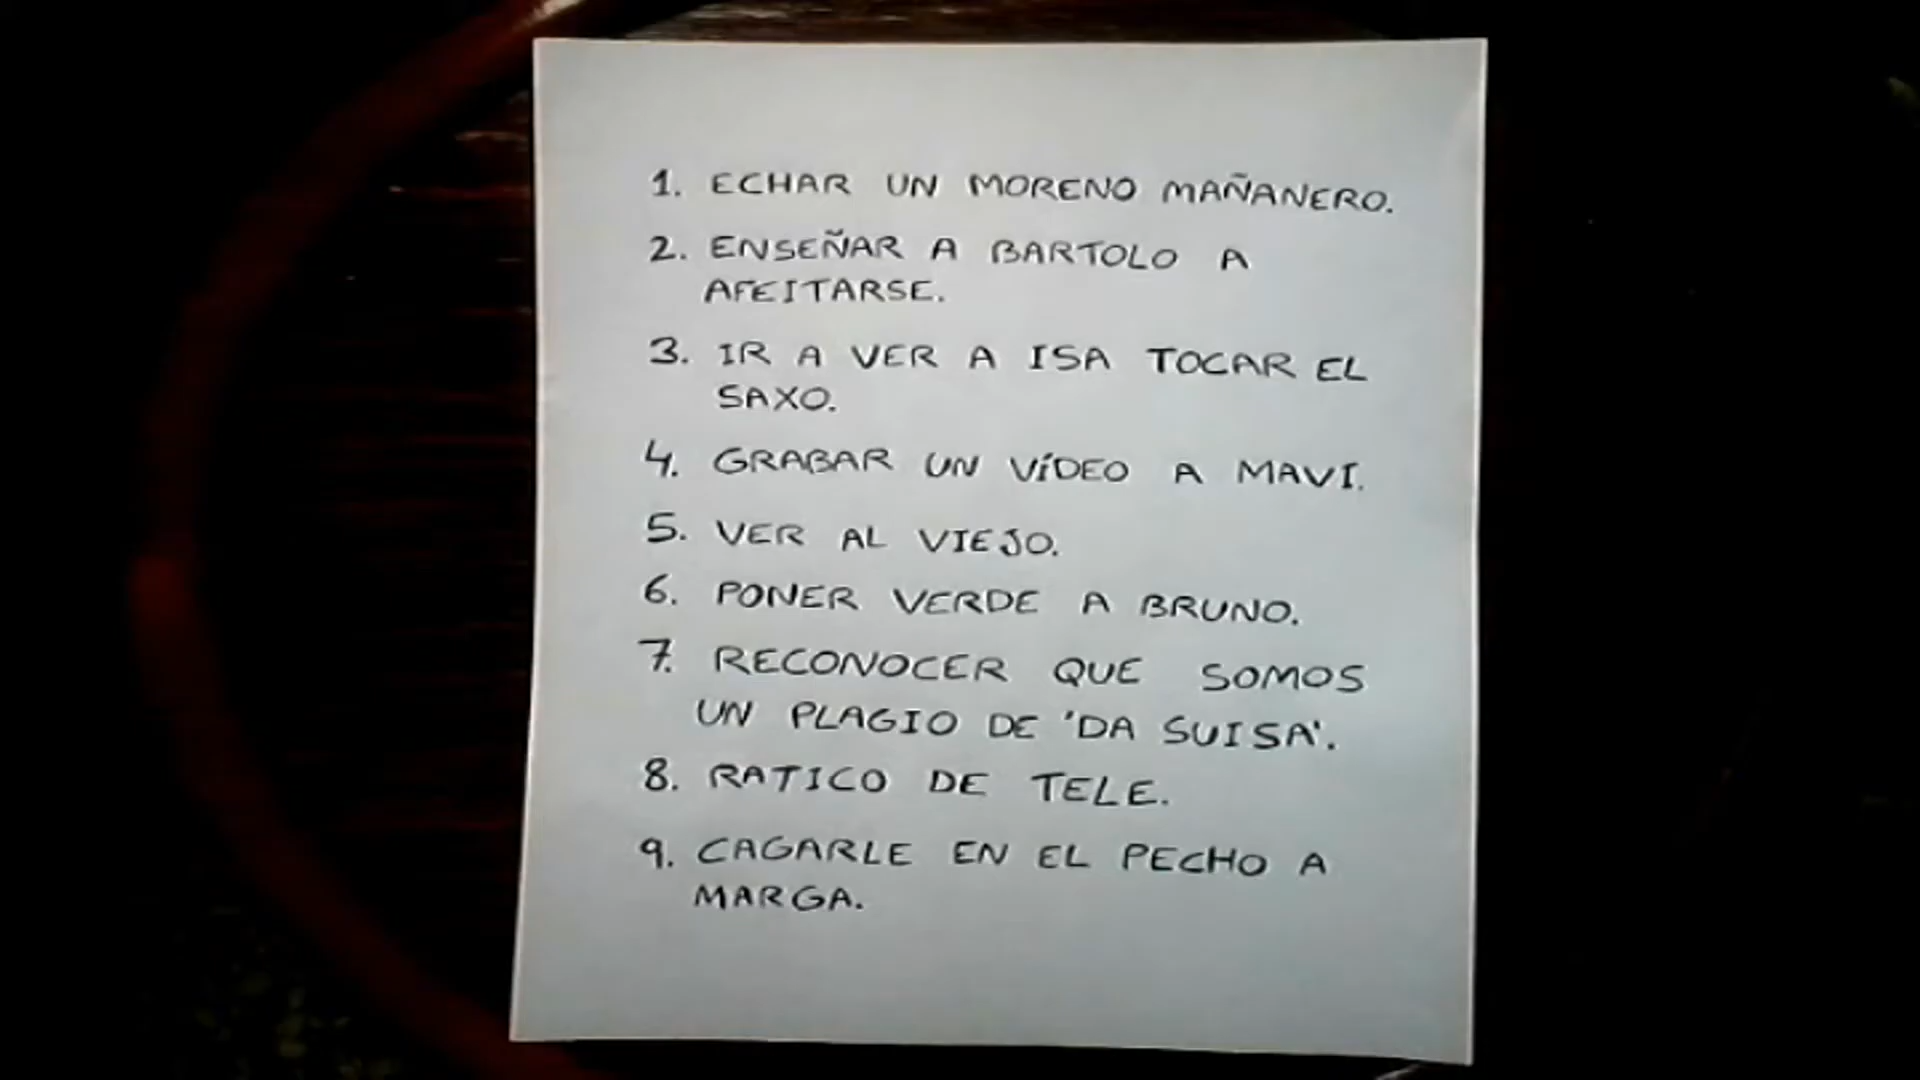 1. ECHAR UN MORENO MAÑANERO.
2. ENSEÑAR A BARTOLO A
AFEITARSE.
3. IR A VER A ISA TOCAR EL
SAXO.
4. GRABAR UN VÍDEO A MAVI.
5. VER AL VIEJO.
6. PONER VERDE A BRUNO.
7. RECONOCER QUE SOMOS
UN PLAGIO DE 'DA SUISA'.
8. RATICO DE TELE.
9. CAGARLE EN EL PECHO A
MARGA.